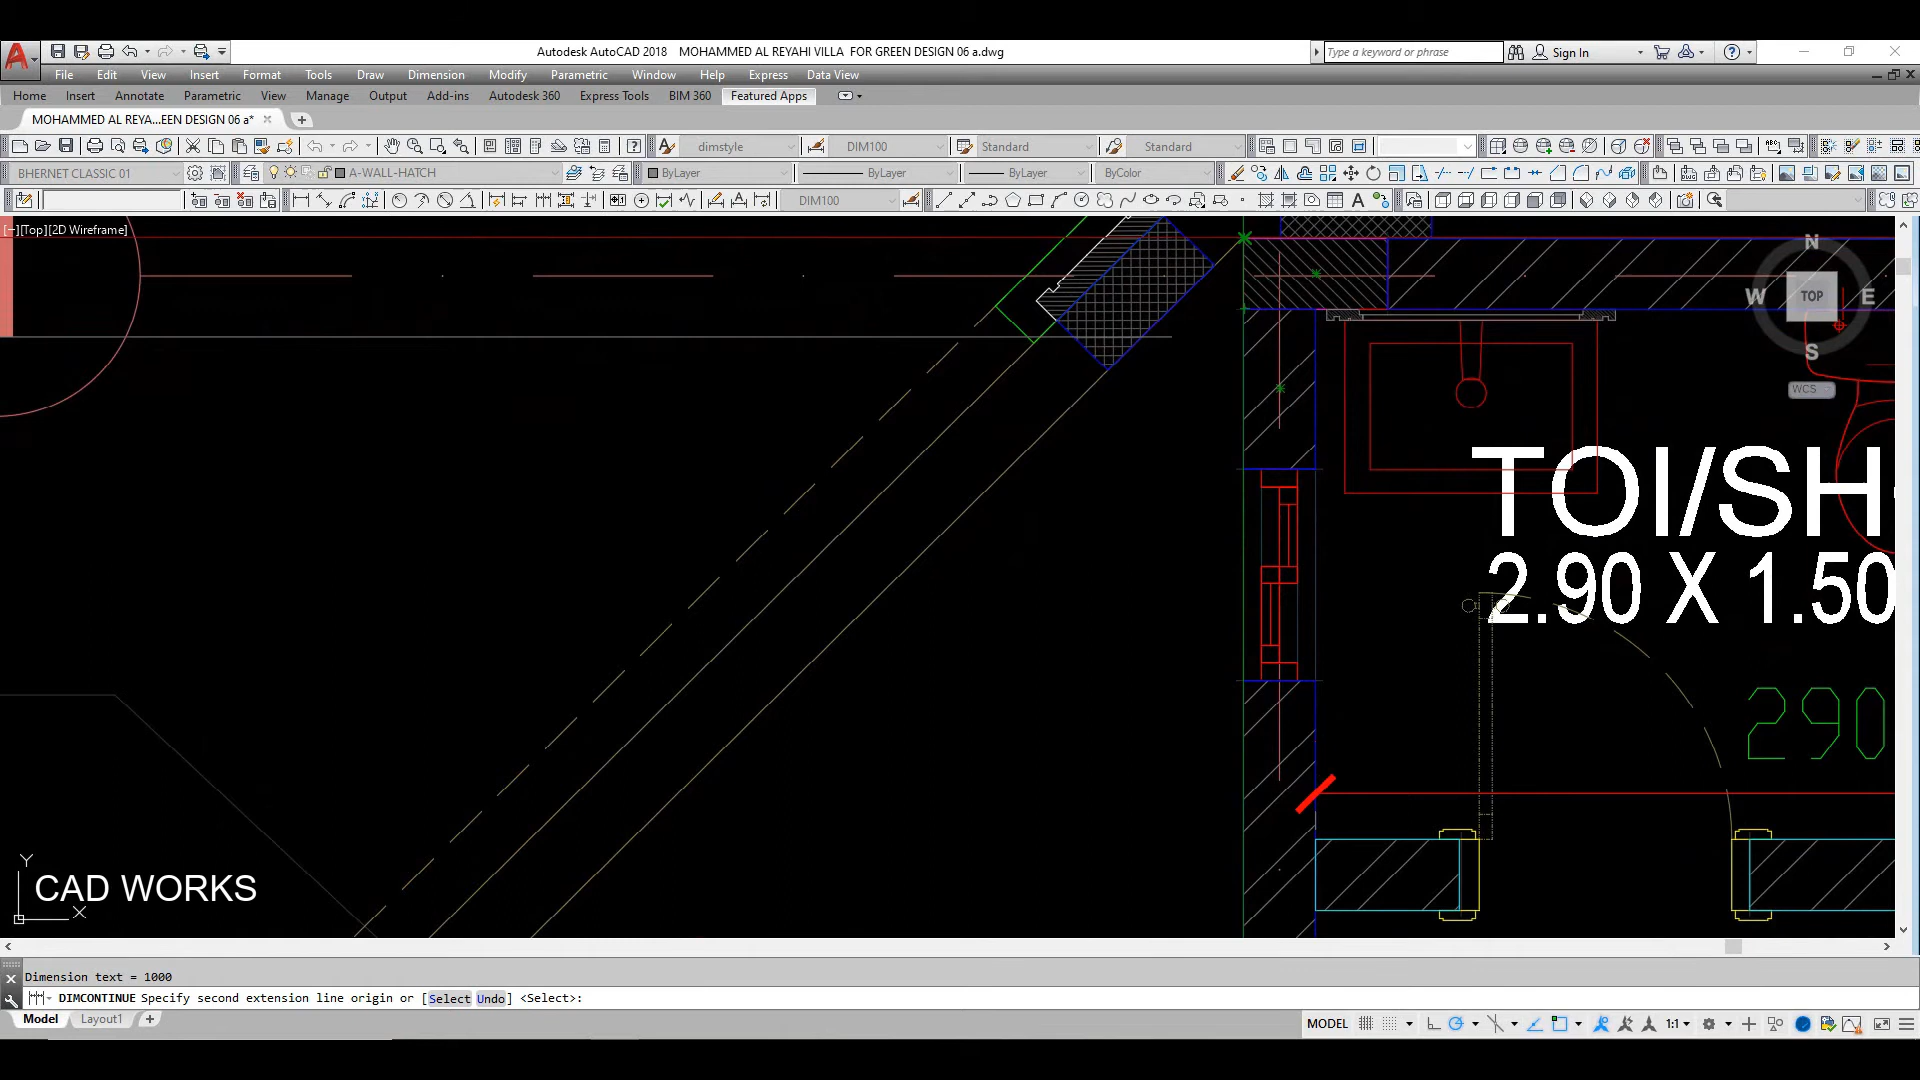 Autodesk AutoCAD 2018 MOHAMMED AL REYAHI VILLA FOR GREEN DESIGN 06 a.dwg
Type a keyword or phrase
Sign In
File Edit View Insert Format Tools Draw Dimension Modify Parametric Window Help Express Data View
Home Insert Annotate Parametric View Manage Output Add-ins Autodesk 360 Express Tools BIM 360 Featured Apps
MOHAMMED AL REYA...EEN DESIGN 06 a*
dimstyle DIM100 Standard Standard
BHERNET CLASSIC 01 A-WALL-HATCH ByLayer ByLayer ByLayer ByColor
DIM100
[−][Top][2D Wireframe]
N
W TOP E
S
WCS
TOI/SH
2.90 X 1.50
290
Y
CAD WORKS
X
Dimension text = 1000
DIMCONTINUE Specify second extension line origin or [Select Undo] <Select>:
Model Layout1
MODEL 1:1